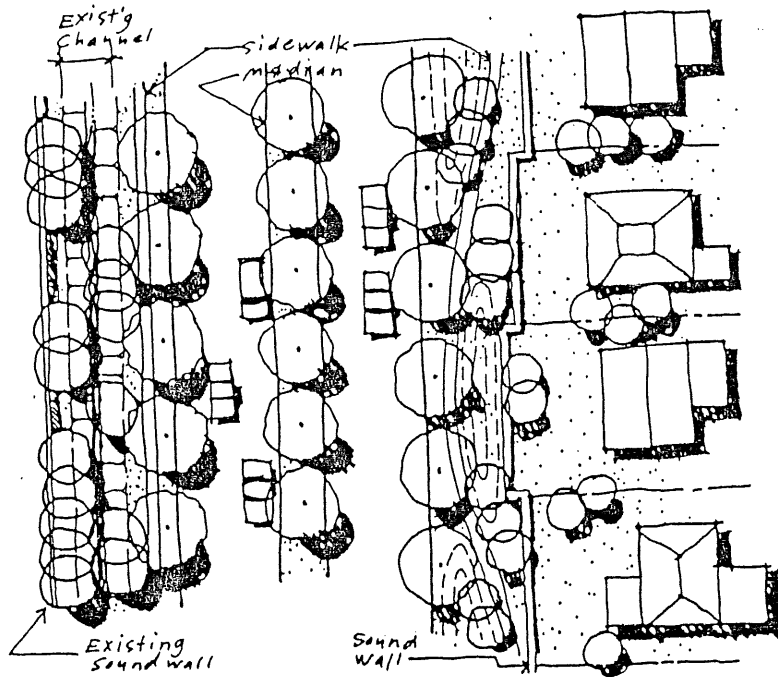 Exist'g
Channel
sidewalk
median
Existing
Sound wall
Sound
Wall